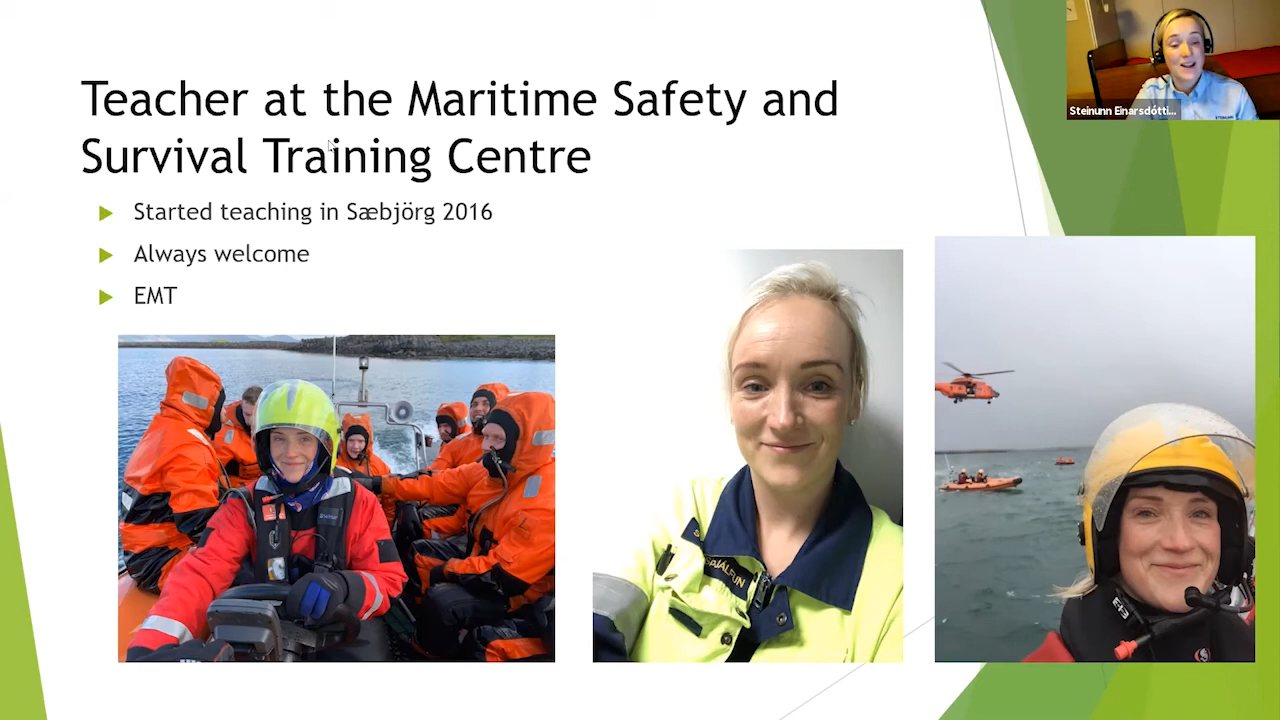 Teacher at the Maritime Safety and
Survival Training Centre
Started teaching in Sæbjörg 2016
Always welcome
EMT
Steinunn Einarsdótti...